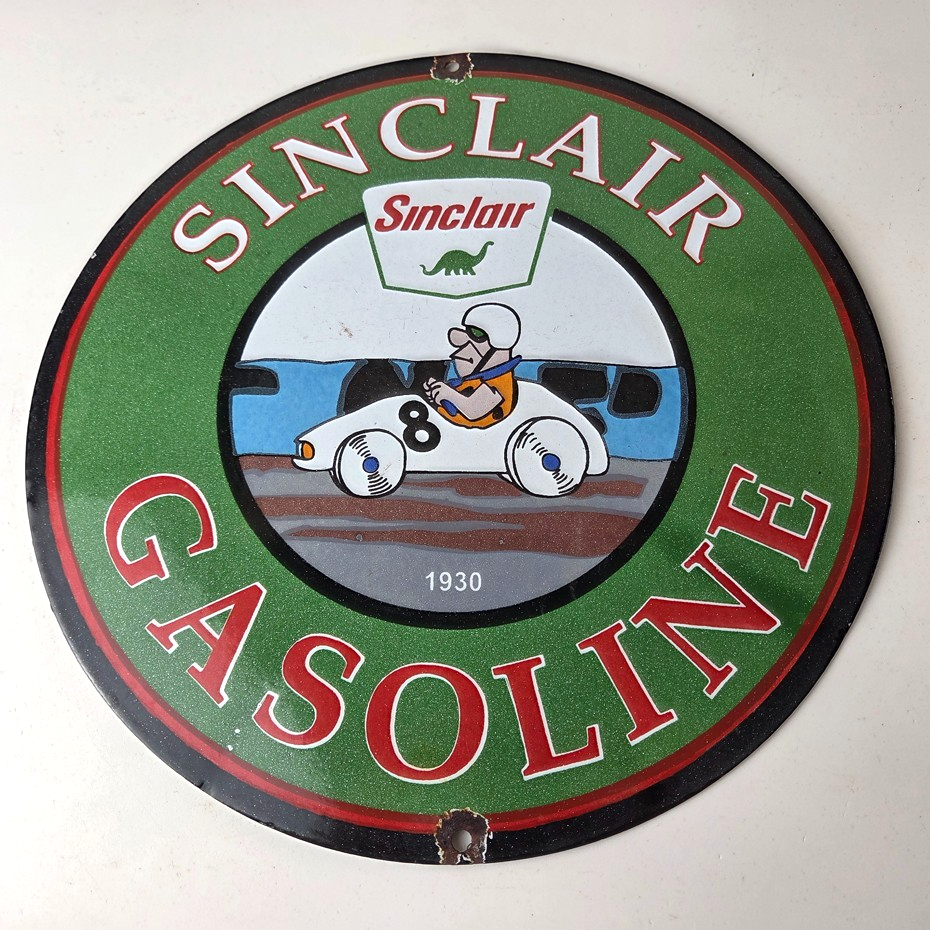 SINCLAIR
Sinclair
8
1930
GASOLINE